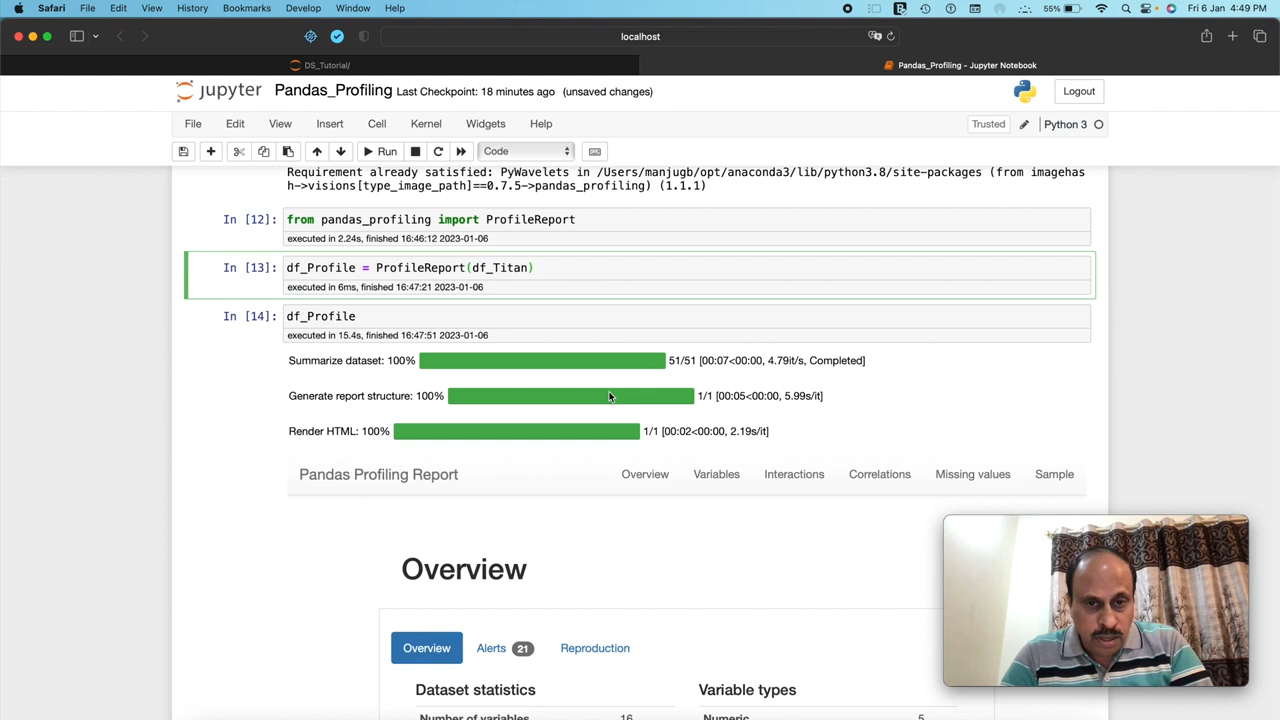 Safari File Edit View History Bookmarks Develop Window Help 55% Fri 6 Jan 4:49 PM
localhost
DS_Tutorial/ Pandas_Profiling - Jupyter Notebook
jupyter Pandas_Profiling Last Checkpoint: 18 minutes ago (unsaved changes) Logout
File Edit View Insert Cell Kernel Widgets Help Trusted Python 3
Run Code
Requirement already satisfied: PyWavelets in /Users/manjugb/opt/anaconda3/lib/python3.8/site-packages (from imagehas
h->visions[type_image_path]==0.7.5->pandas_profiling) (1.1.1)
In [12]: from pandas_profiling import ProfileReport
executed in 2.24s, finished 16:46:12 2023-01-06
In [13]: df_Profile = ProfileReport(df_Titan)
executed in 6ms, finished 16:47:21 2023-01-06
In [14]: df_Profile
executed in 15.4s, finished 16:47:51 2023-01-06
Summarize dataset: 100% 51/51 [00:07<00:00, 4.79it/s, Completed]
Generate report structure: 100% 1/1 [00:05<00:00, 5.99s/it]
Render HTML: 100% 1/1 [00:02<00:00, 2.19s/it]
Pandas Profiling Report Overview Variables Interactions Correlations Missing values Sample
Overview
Overview Alerts 21 Reproduction
Dataset statistics Variable types
Number of variables 16 Numeric 5